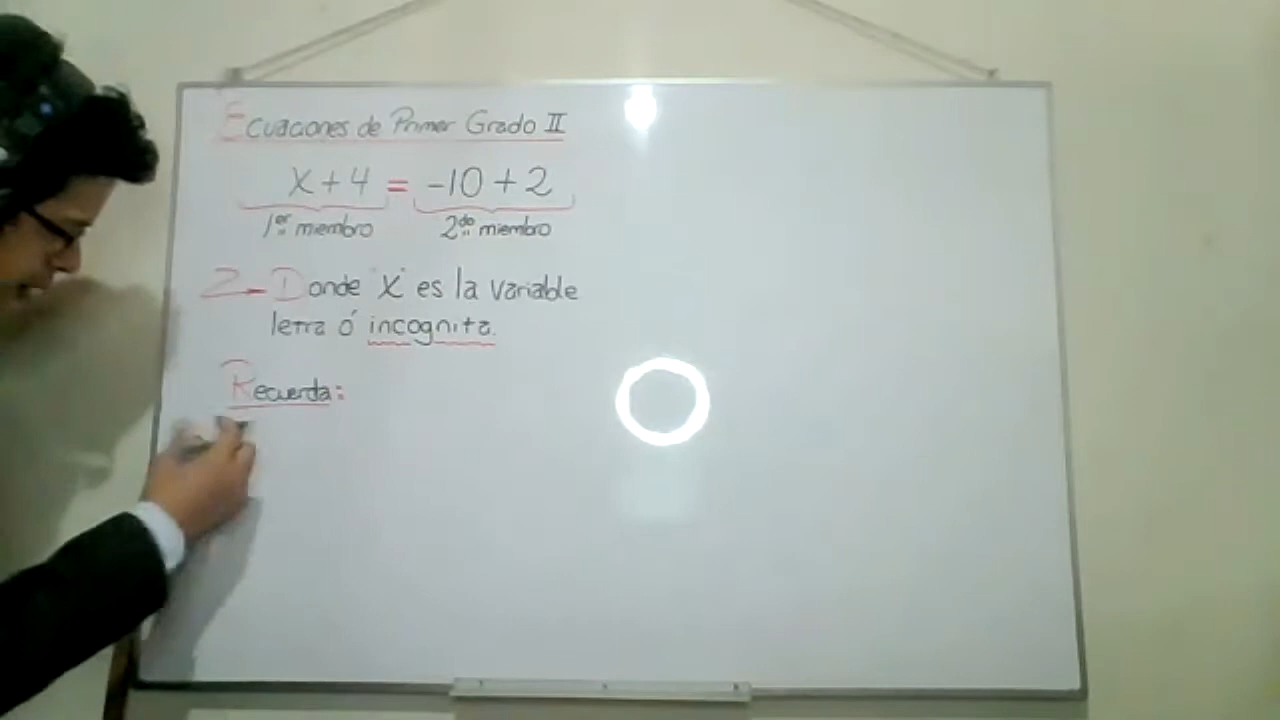 Ecuaciones de Primer Grado II
X + 4 = -10 + 2
1er miembro 2do miembro
2- Donde "X" es la variable
letra ó incognita.
Recuerda: